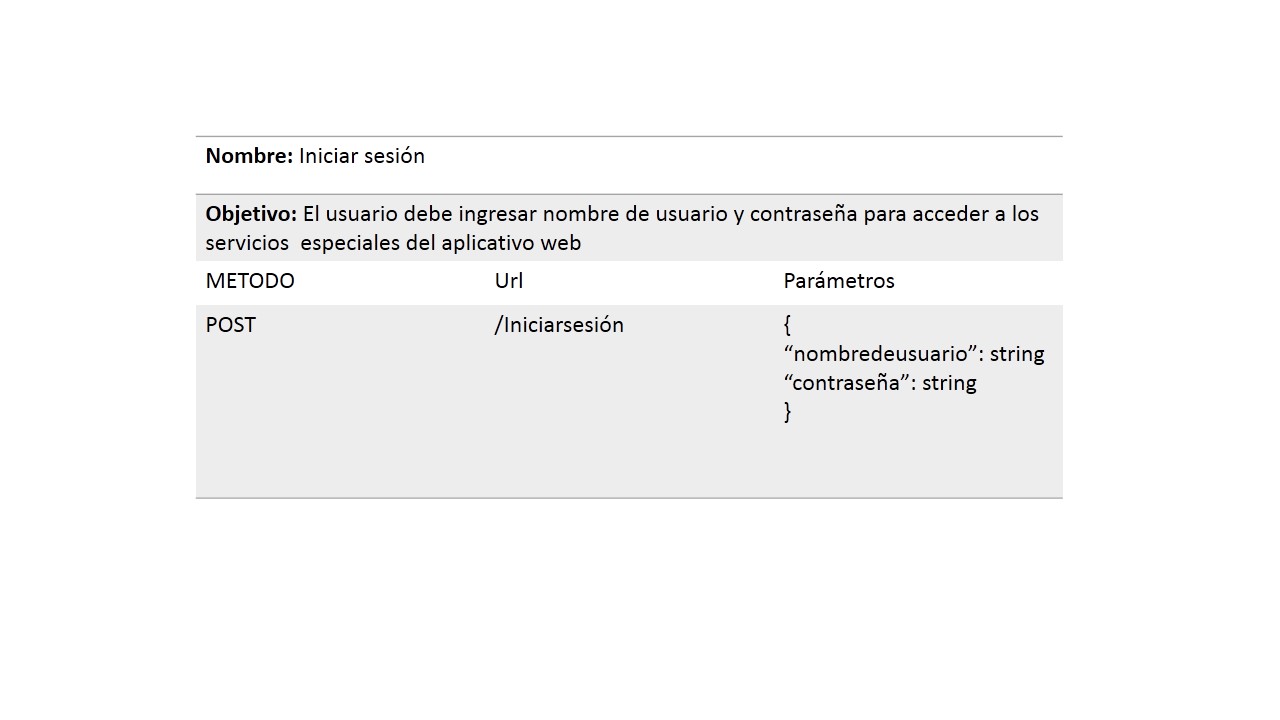 Nombre: Iniciar sesión
Objetivo: El usuario debe ingresar nombre de usuario y contraseña para acceder a los
servicios  especiales del aplicativo web
METODO Url Parámetros
POST /Iniciarsesión {
“nombredeusuario”: string
“contraseña”: string
}